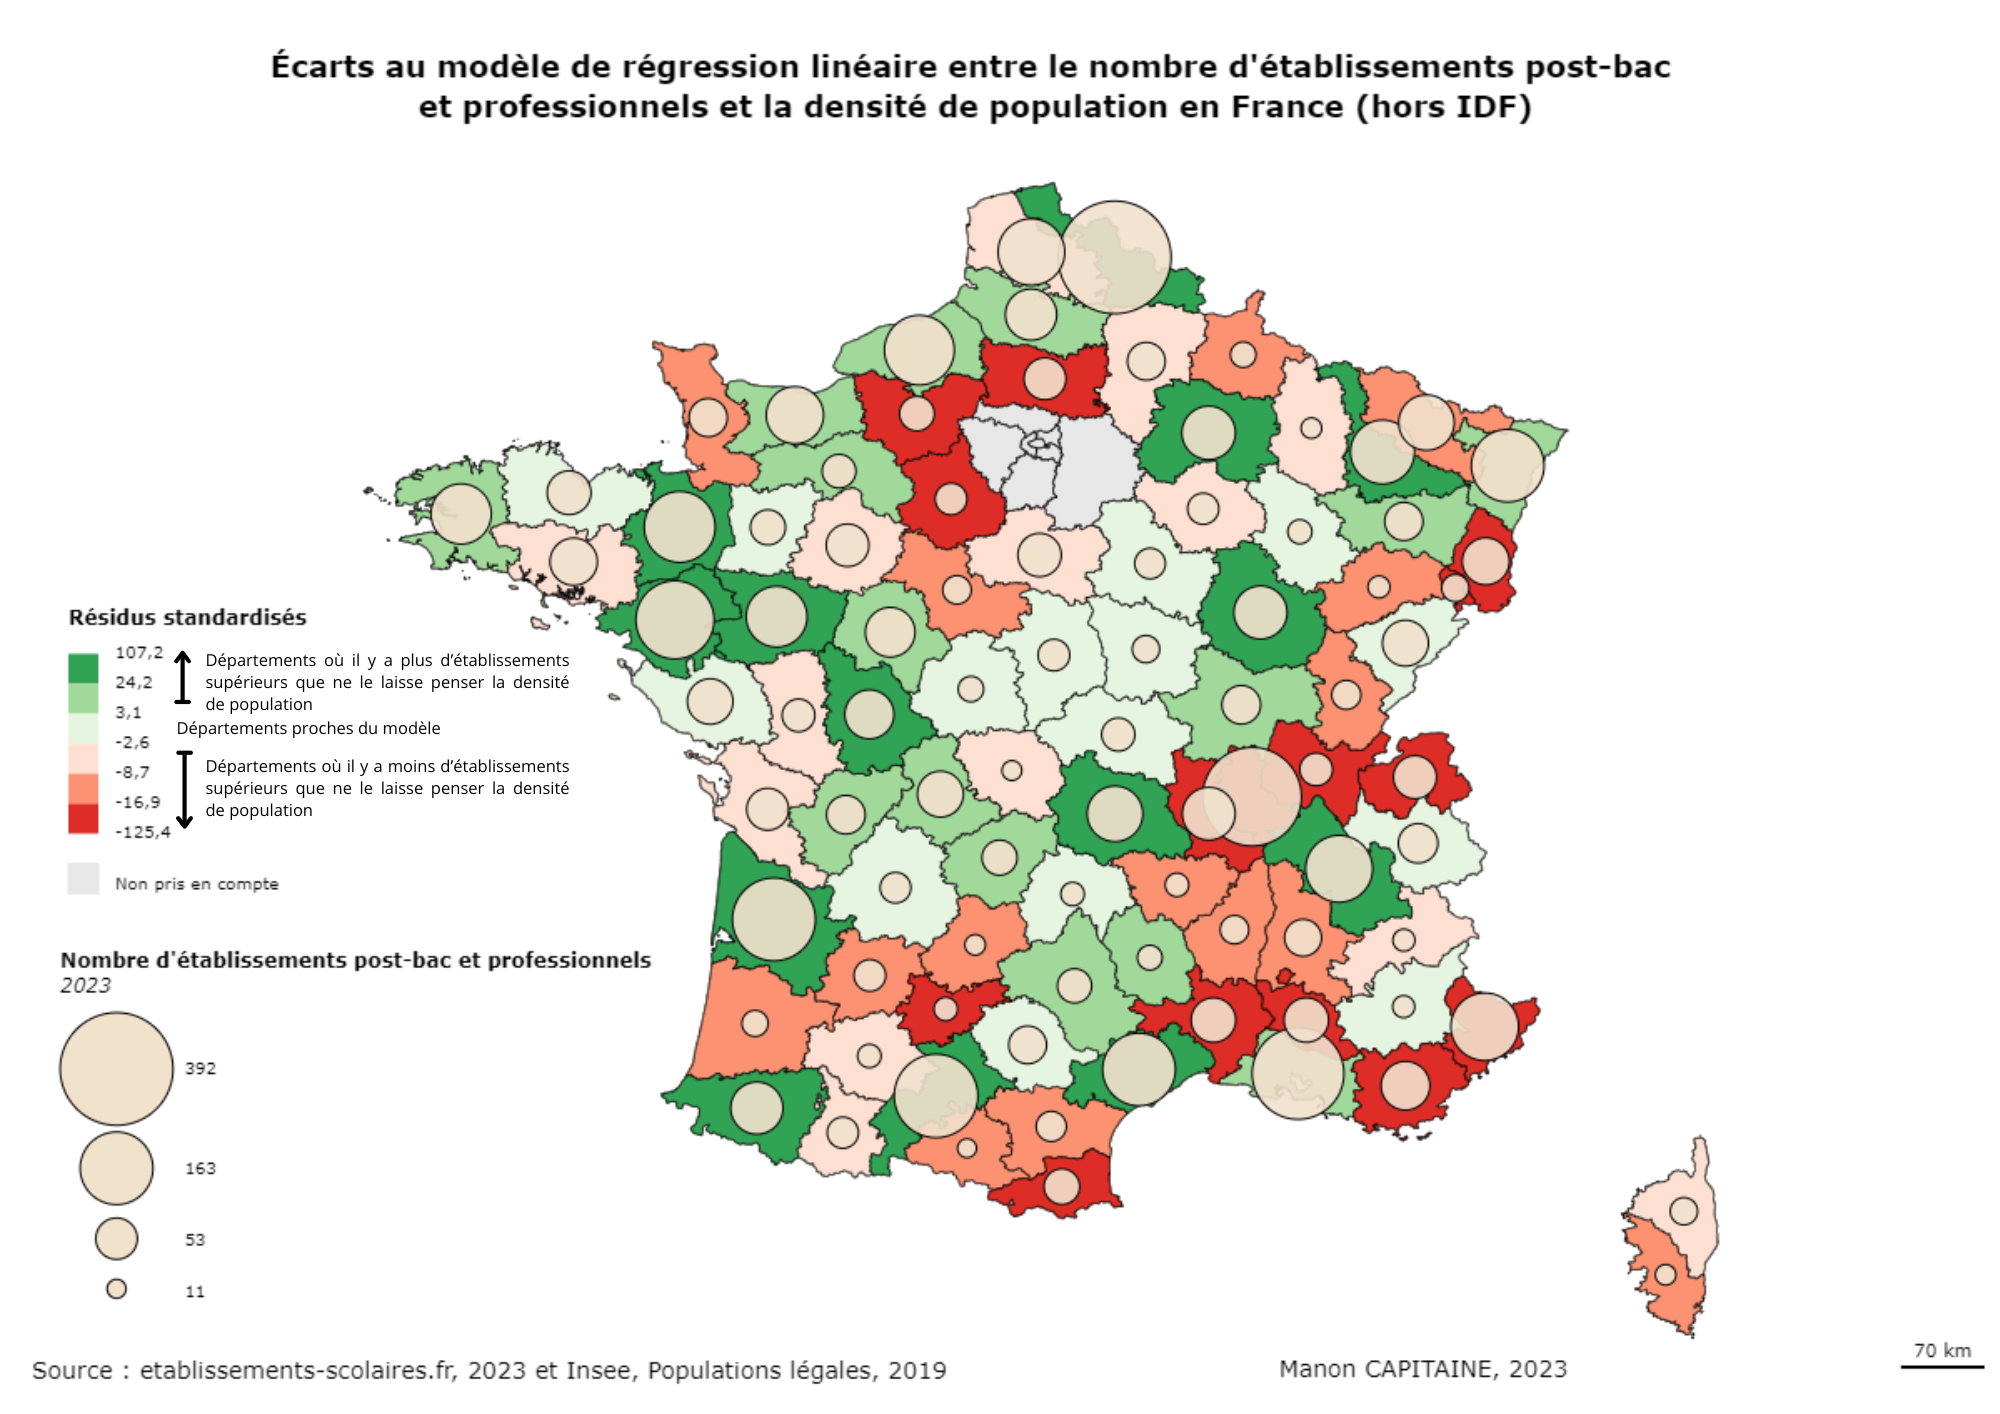 Écarts au modèle de régression linéaire entre le nombre d'établissements post-bac
et professionnels et la densité de population en France (hors IDF)
Résidus standardisés
107,2
24,2
3,1
-2,6
-8,7
-16,9
-125,4
Départements où il y a plus d'établissements
supérieurs que ne le laisse penser la densité
de population
Départements proches du modèle
Départements où il y a moins d'établissements
supérieurs que ne le laisse penser la densité
de population
Non pris en compte
Nombre d'établissements post-bac et professionnels
2023
392
163
53
11
Source : etablissements-scolaires.fr, 2023 et Insee, Populations légales, 2019
Manon CAPITAINE, 2023
70 km